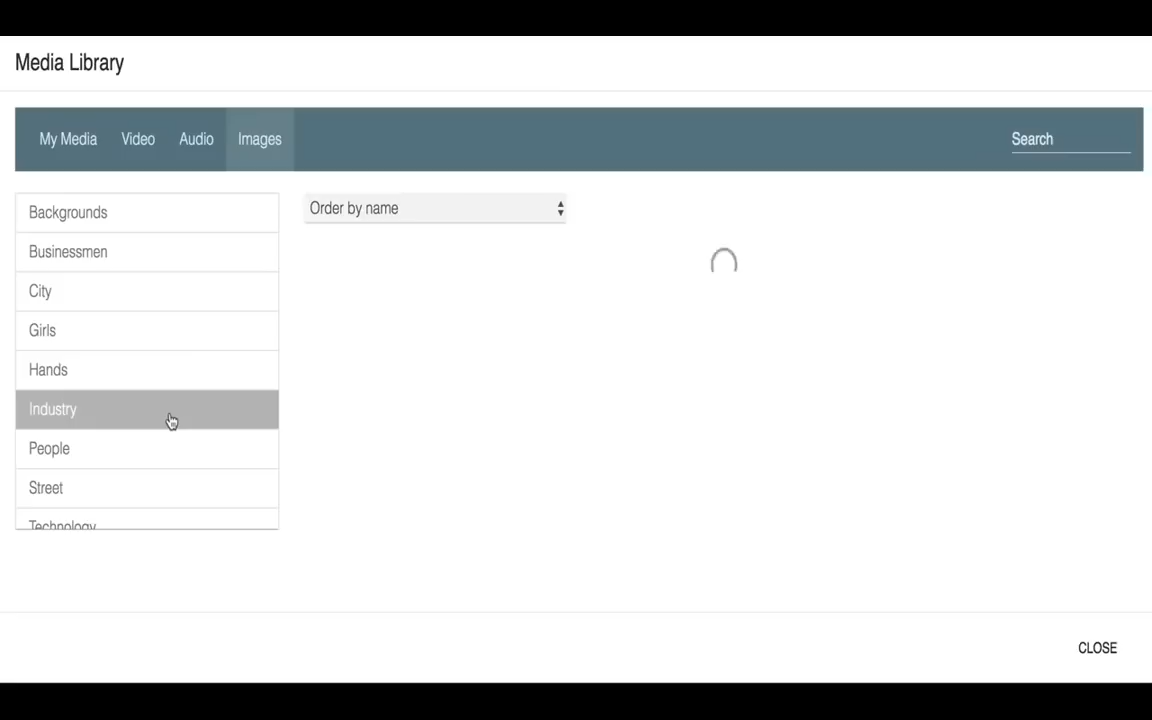 Media Library
My Media Video Audio Images Search
Backgrounds
Order by name
Businessmen
City
Girls
Hands
Industry
People
Street
Technology
CLOSE